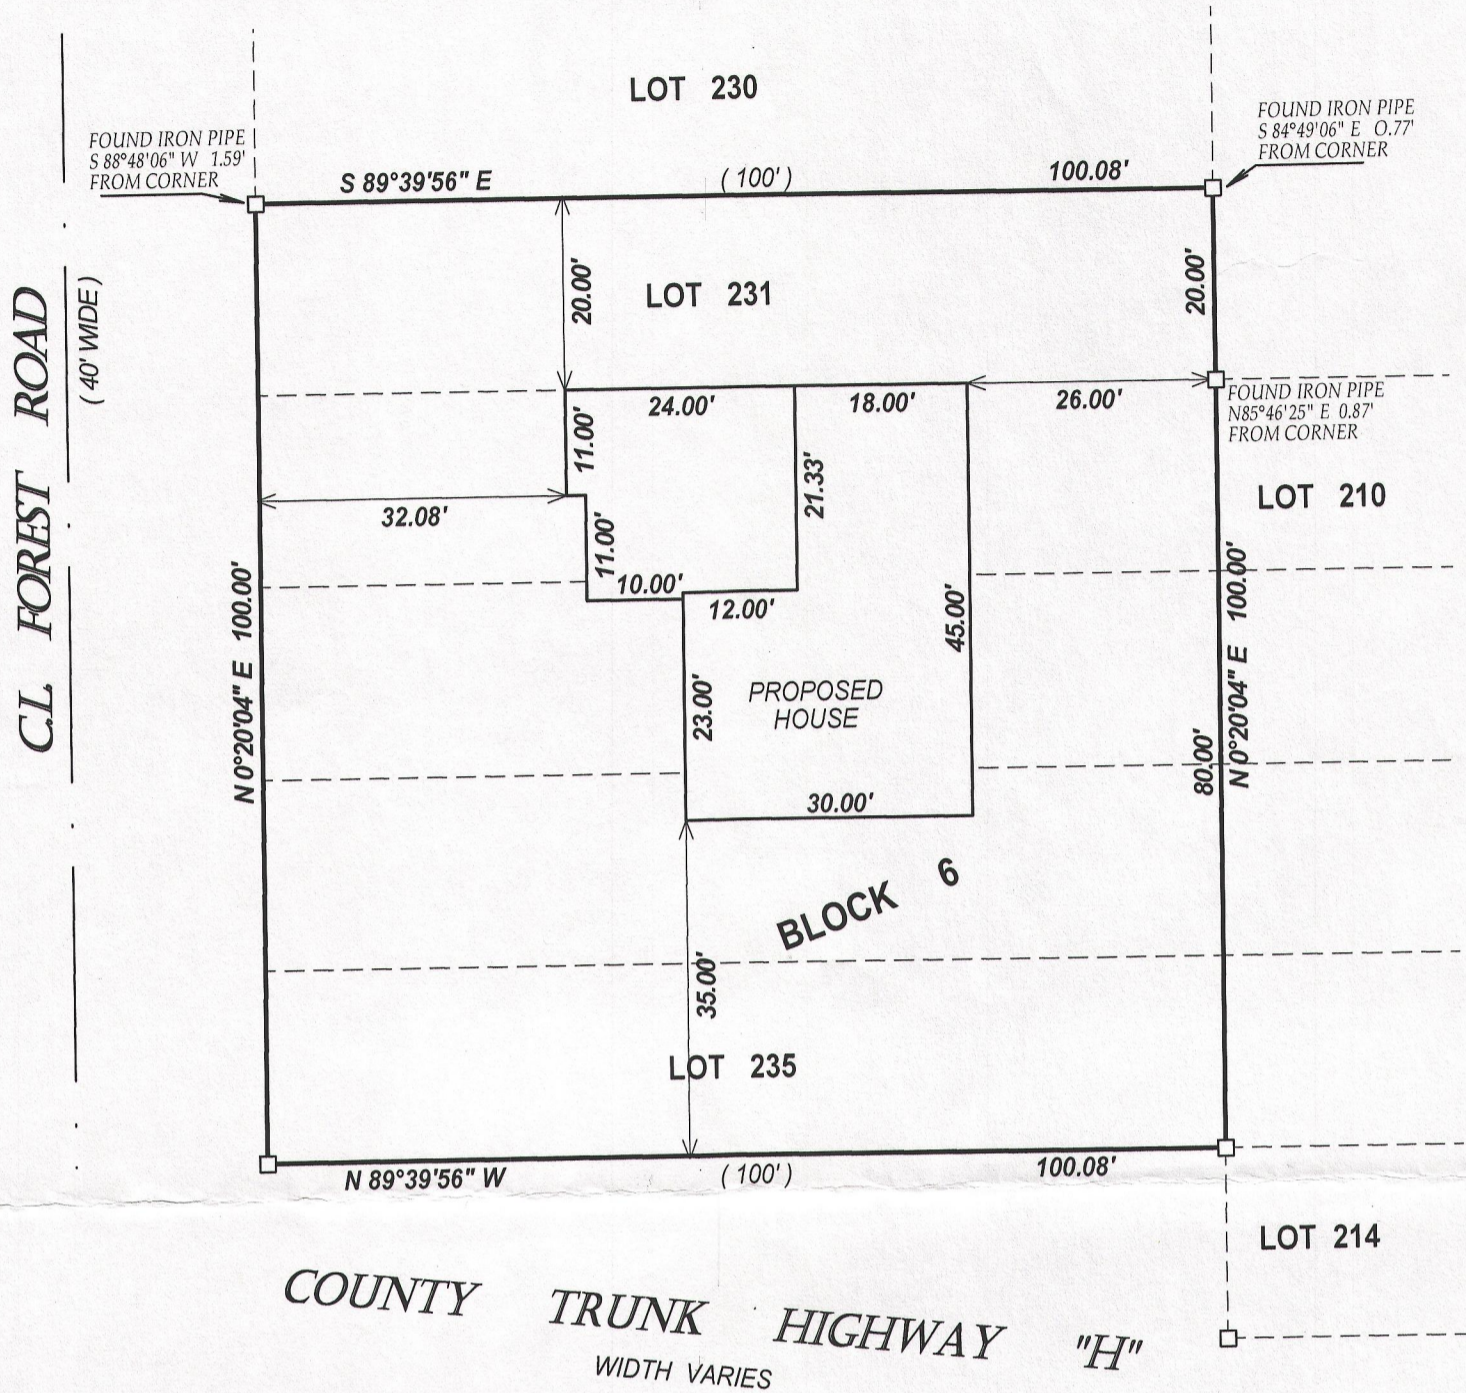 LOT 230
FOUND IRON PIPE
S 88°48'06" W 1.59'
FROM CORNER
FOUND IRON PIPE
S 84°49'06" E 0.77'
FROM CORNER
S 89°39'56" E
(100')
100.08'
C.L. FOREST ROAD
(40' WIDE)
20.00'
LOT 231
20.00'
24.00'
18.00'
26.00'
FOUND IRON PIPE
N85°46'25" E 0.87'
FROM CORNER
11.00'
21.33'
LOT 210
32.08'
11.00'
10.00'
12.00'
45.00'
N 0°20'04" E 100.00'
N 0°20'04" E 100.00'
80.00'
23.00'
PROPOSED
HOUSE
30.00'
BLOCK 6
35.00'
LOT 235
N 89°39'56" W
(100')
100.08'
LOT 214
COUNTY TRUNK HIGHWAY "H"
WIDTH VARIES